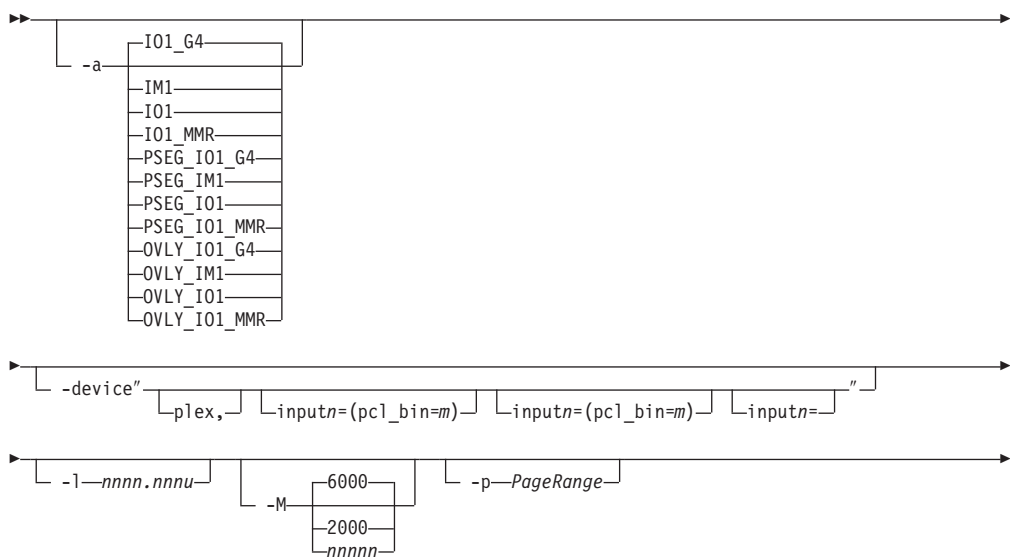 IO1_G4
-a
IM1
IO1
IO1_MMR
PSEG_IO1_G4
PSEG_IM1
PSEG_IO1
PSEG_IO1_MMR
OVLY_IO1_G4
OVLY_IM1
OVLY_IO1
OVLY_IO1_MMR
-device" "
plex, inputn=(pcl_bin=m) inputn=(pcl_bin=m) inputn=
-l nnnn.nnnu 6000 -p PageRange
-M
2000
nnnnn